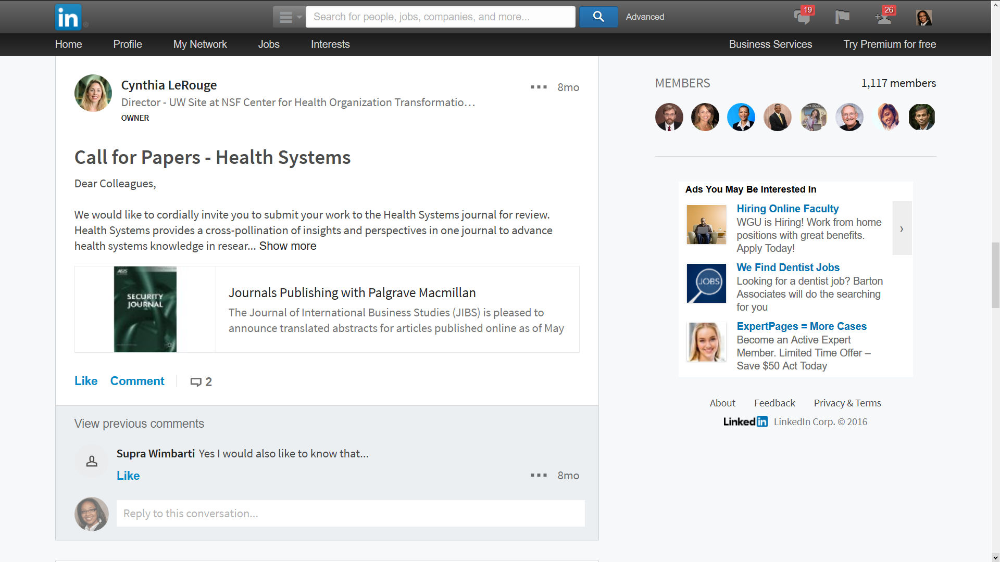 in
Search for people, jobs, companies, and more...
Advanced
19
26
Home
Profile
My Network
Jobs
Interests
Business Services
Try Premium for free
Cynthia LeRouge
8mo
Director - UW Site at NSF Center for Health Organization Transformatio…
OWNER
Call for Papers - Health Systems
Dear Colleagues,
We would like to cordially invite you to submit your work to the Health Systems journal for review.
Health Systems provides a cross-pollination of insights and perspectives in one journal to advance
health systems knowledge in resear... Show more
SECURITY
JOURNAL
Journals Publishing with Palgrave Macmillan
The Journal of International Business Studies (JIBS) is pleased to
announce translated abstracts for articles published online as of May
Like
Comment
2
View previous comments
Supra Wimbarti Yes I would also like to know that...
Like
8mo
Reply to this conversation...
MEMBERS
1,117 members
Ads You May Be Interested In
Hiring Online Faculty
WGU is Hiring! Work from home
positions with great benefits.
Apply Today!
JOBS
We Find Dentist Jobs
Looking for a dentist job? Barton
Associates will do the searching
for you
ExpertPages = More Cases
Become an Active Expert
Member. Limited Time Offer –
Save $50 Act Today
About
Feedback
Privacy & Terms
Linked in LinkedIn Corp. © 2016